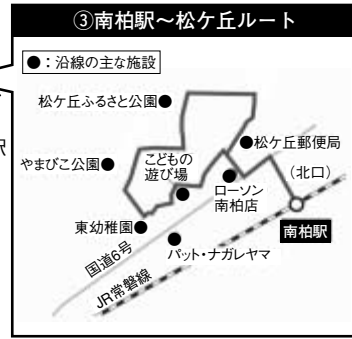 ③南柏駅〜松ケ丘ルート
●：沿線の主な施設
松ケ丘ふるさと公園●
●松ケ丘郵便局
駅
やまびこ公園●
こどもの
遊び場
(北口)
ローソン
南柏店
東幼稚園●
南柏駅
国道6号
パット・ナガレヤマ
JR常磐線